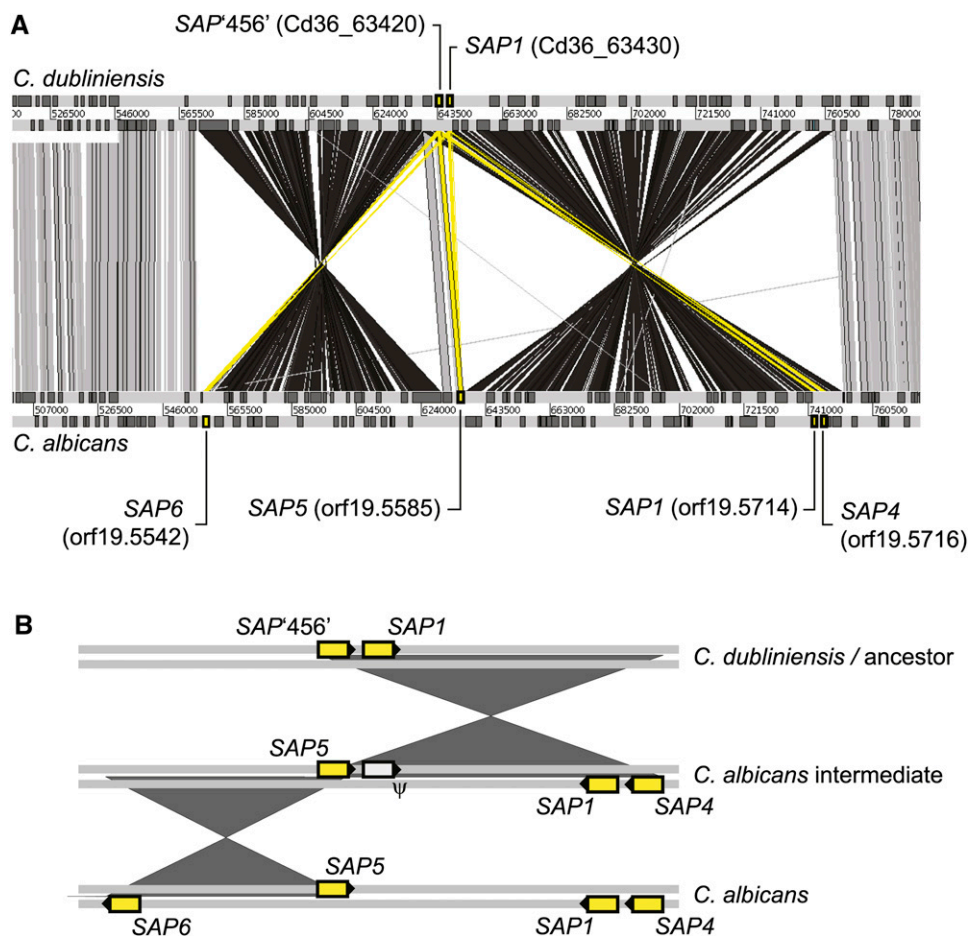 A
SAP'456' (Cd36_63420)
SAP1 (Cd36_63430)
C. dubliniensis
526500 546000 565500 585000 604500 624000 643500 663000 682500 702000 721500 741000 760500 780000
507000 526500 546000 565500 585000 604500 624000 643500 663000 682500 702000 721500 741000 760500
C. albicans
SAP6
(orf19.5542)
SAP5 (orf19.5585)
SAP1 (orf19.5714)
SAP4
(orf19.5716)
B
SAP'456' SAP1
C. dubliniensis / ancestor
SAP5
ψ
C. albicans intermediate
SAP1 SAP4
SAP5
C. albicans
SAP6 SAP1 SAP4